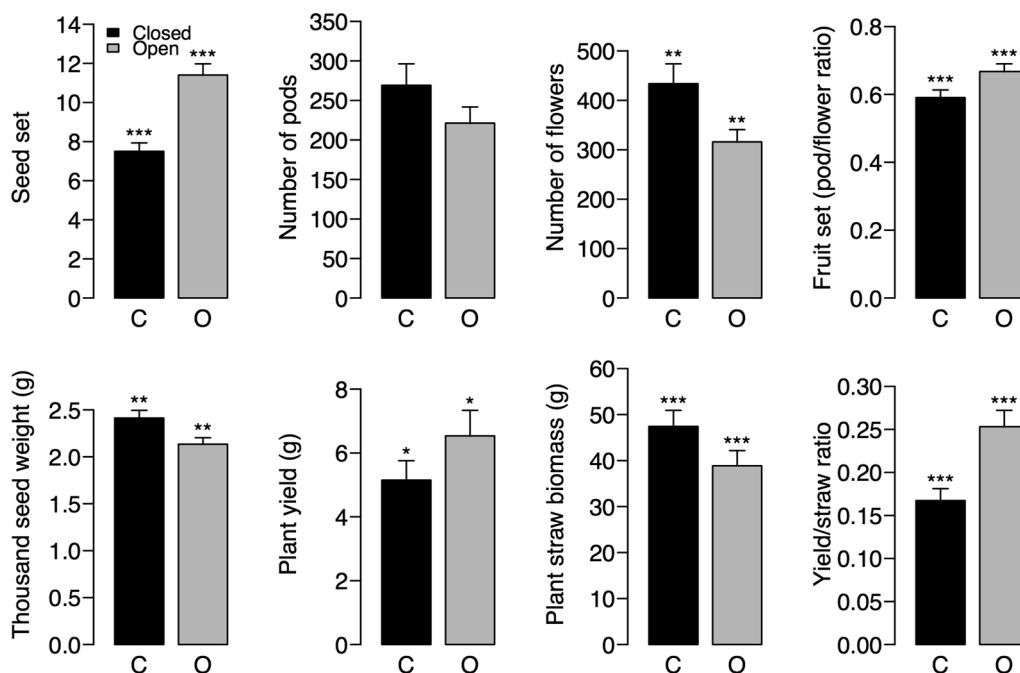 Seed set
14
12
10
8
6
4
2
0
Closed
Open
***
***
C
O
Number of pods
350
300
250
200
150
100
50
0
C
O
Number of flowers
500
400
300
200
100
0
**
**
C
O
Fruit set (pod/flower ratio)
0.8
0.6
0.4
0.2
0.0
***
***
C
O
Thousand seed weight (g)
2.5
2.0
1.5
1.0
0.5
0.0
**
**
C
O
Plant yield (g)
8
6
4
2
0
*
*
C
O
Plant straw biomass (g)
60
50
40
30
20
10
0
***
***
C
O
Yield/straw ratio
0.30
0.25
0.20
0.15
0.10
0.05
0.00
***
***
C
O